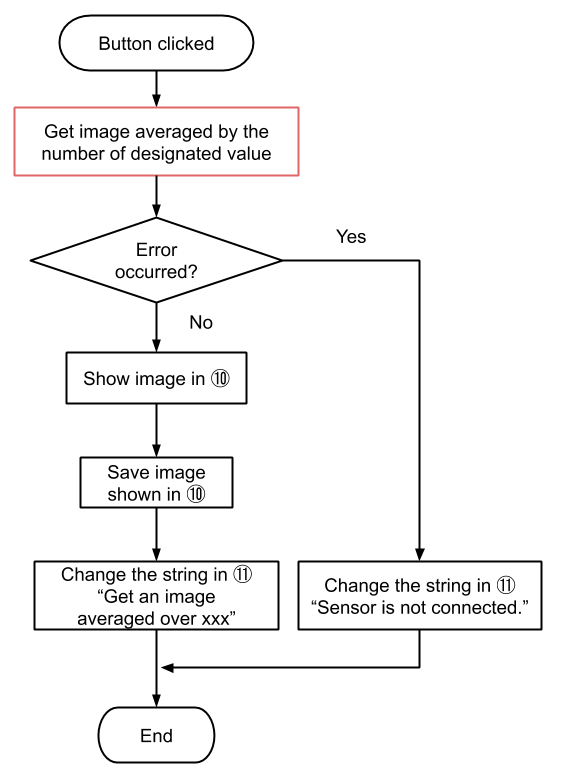 Button clicked
Get image averaged by the
number of designated value
Error
occurred?
Yes
No
Show image in ⑩
Save image
shown in ⑩
Change the string in ⑪
“Get an image
averaged over xxx”
Change the string in ⑪
“Sensor is not connected.”
End